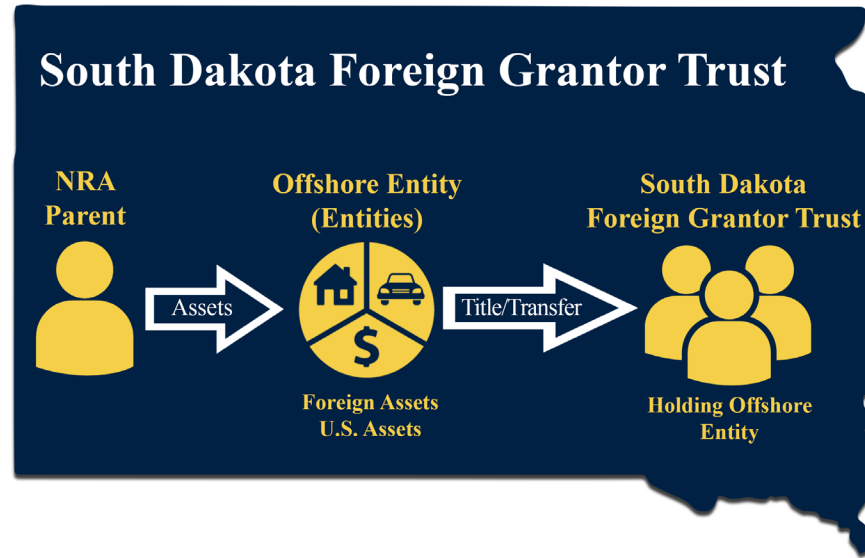 South Dakota Foreign Grantor Trust
NRA
Parent
Assets
Offshore Entity
(Entities)
$
Foreign Assets
U.S. Assets
Title/Transfer
South Dakota
Foreign Grantor Trust
Holding Offshore
Entity